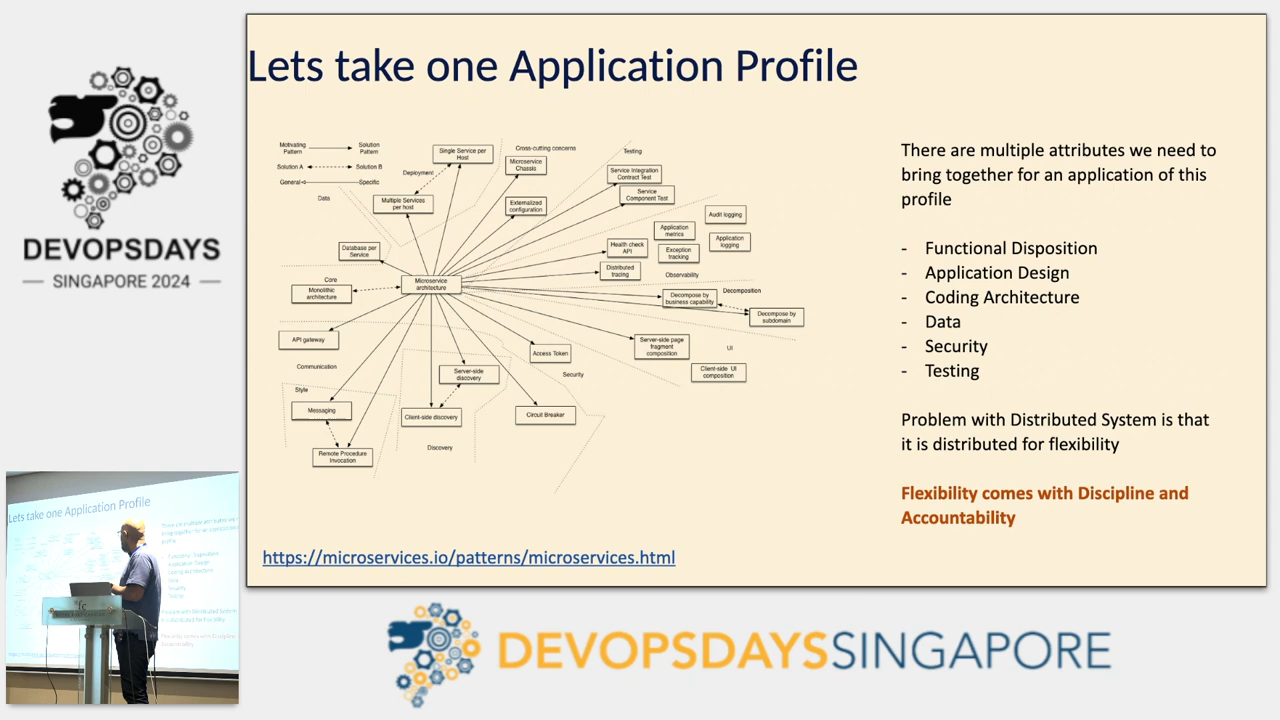 DEVOPSDAYS
SINGAPORE 2024
Lets take one Application Profile
Motivating Pattern
Solution Pattern
Solution A
Solution B
General
Specific
Data
Deployment
Single Service per Host
Multiple Services per host
Cross-cutting concerns
Microservice Chassis
Externalized configuration
Testing
Service Integration Contract Test
Service Component Test
Audit logging
Application metrics
Application logging
Health check API
Exception tracking
Distributed tracing
Observability
Database per Service
Core
Monolithic architecture
Microservice architecture
Decomposition
Decompose by business capability
Decompose by subdomain
API gateway
Communication
Server-side page fragment composition
UI
Client-side UI composition
Access Token
Security
Server-side discovery
Style
Messaging
Client-side discovery
Circuit Breaker
Discovery
Remote Procedure Invocation
https://microservices.io/patterns/microservices.html
There are multiple attributes we need to
bring together for an application of this
profile
- Functional Disposition
- Application Design
- Coding Architecture
- Data
- Security
- Testing
Problem with Distributed System is that
it is distributed for flexibility
Flexibility comes with Discipline and
Accountability
Lets take one Application Profile
DEVOPSDAYSSINGAPORE